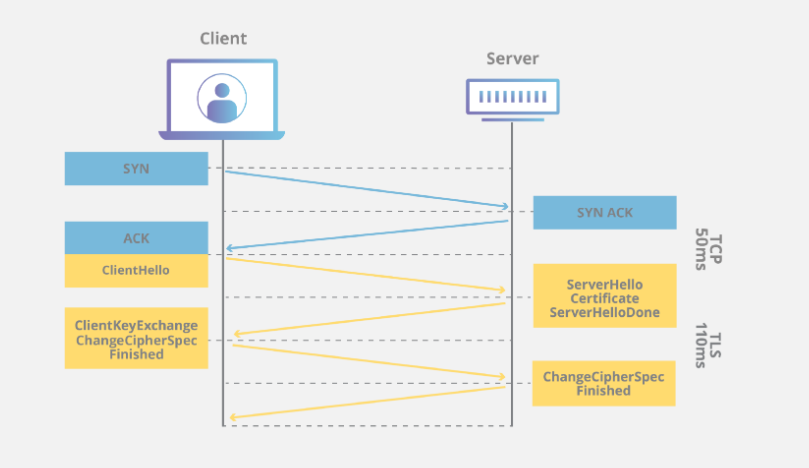 Client
Server
SYN
SYN ACK
ACK
ClientHello
ServerHello
Certificate
ServerHelloDone
ClientKeyExchange
ChangeCipherSpec
Finished
ChangeCipherSpec
Finished
TCP
50ms
TLS
110ms